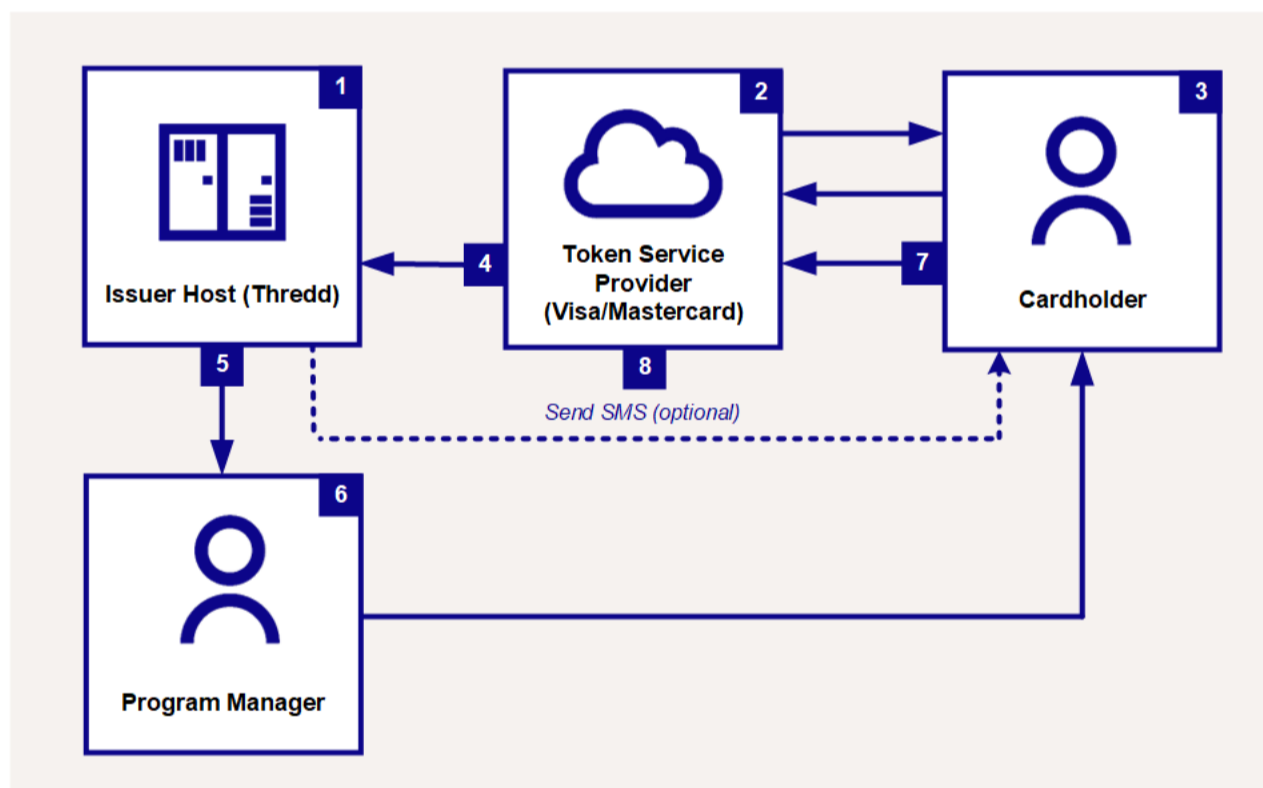 1
2
3
Issuer Host (Thredd)
Token Service
Provider
(Visa/Mastercard)
Cardholder
4
7
5
8
Send SMS (optional)
6
Program Manager